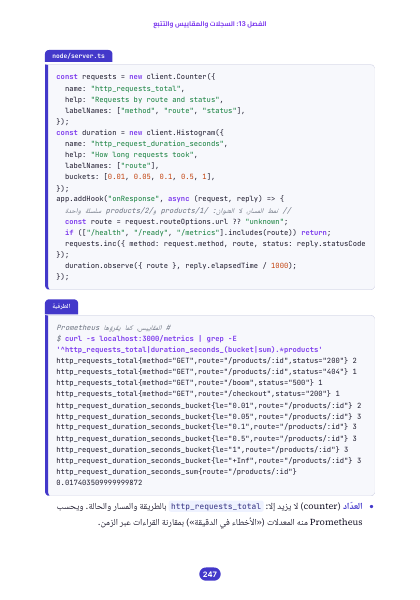 الفصل 13: السجلات والمقاييس والتتبع
node/server.ts
const requests = new client.Counter({
name: "http_requests_total",
help: "Requests by route and status",
labelNames: ["method", "route", "status"],
});
const duration = new client.Histogram({
name: "http_request_duration_seconds",
help: "How long requests took",
labelNames: ["route"],
buckets: [0.01, 0.05, 0.1, 0.5, 1],
});
app.addHook("onResponse", async (request, reply) => {
// نمط المسار، لا العنوان: /products/1 و/products/2 سلسلة واحدة
const route = request.routeOptions.url ?? "unknown";
if (["/health", "/ready", "/metrics"].includes(route)) return;
requests.inc({ method: request.method, route, status: reply.statusCode
});
duration.observe({ route }, reply.elapsedTime / 1000);
});
الطرفية
# المقاييس، كما يقرؤها Prometheus
$ curl -s localhost:3000/metrics | grep -E
'^http_requests_total|duration_seconds_(bucket|sum).*products'
http_requests_total{method="GET",route="/products/:id",status="200"} 2
http_requests_total{method="GET",route="/products/:id",status="404"} 1
http_requests_total{method="GET",route="/boom",status="500"} 1
http_requests_total{method="GET",route="/checkout",status="200"} 1
http_request_duration_seconds_bucket{le="0.01",route="/products/:id"} 2
http_request_duration_seconds_bucket{le="0.05",route="/products/:id"} 3
http_request_duration_seconds_bucket{le="0.1",route="/products/:id"} 3
http_request_duration_seconds_bucket{le="0.5",route="/products/:id"} 3
http_request_duration_seconds_bucket{le="1",route="/products/:id"} 3
http_request_duration_seconds_bucket{le="+Inf",route="/products/:id"} 3
http_request_duration_seconds_sum{route="/products/:id"}
0.017403509999999872
• العدّاد (counter) لا يزيد إلا: http_requests_total بالطريقة والمسار والحالة. ويحسب
Prometheus منه المعدلات («الأخطاء في الدقيقة») بمقارنة القراءات عبر الزمن.
247